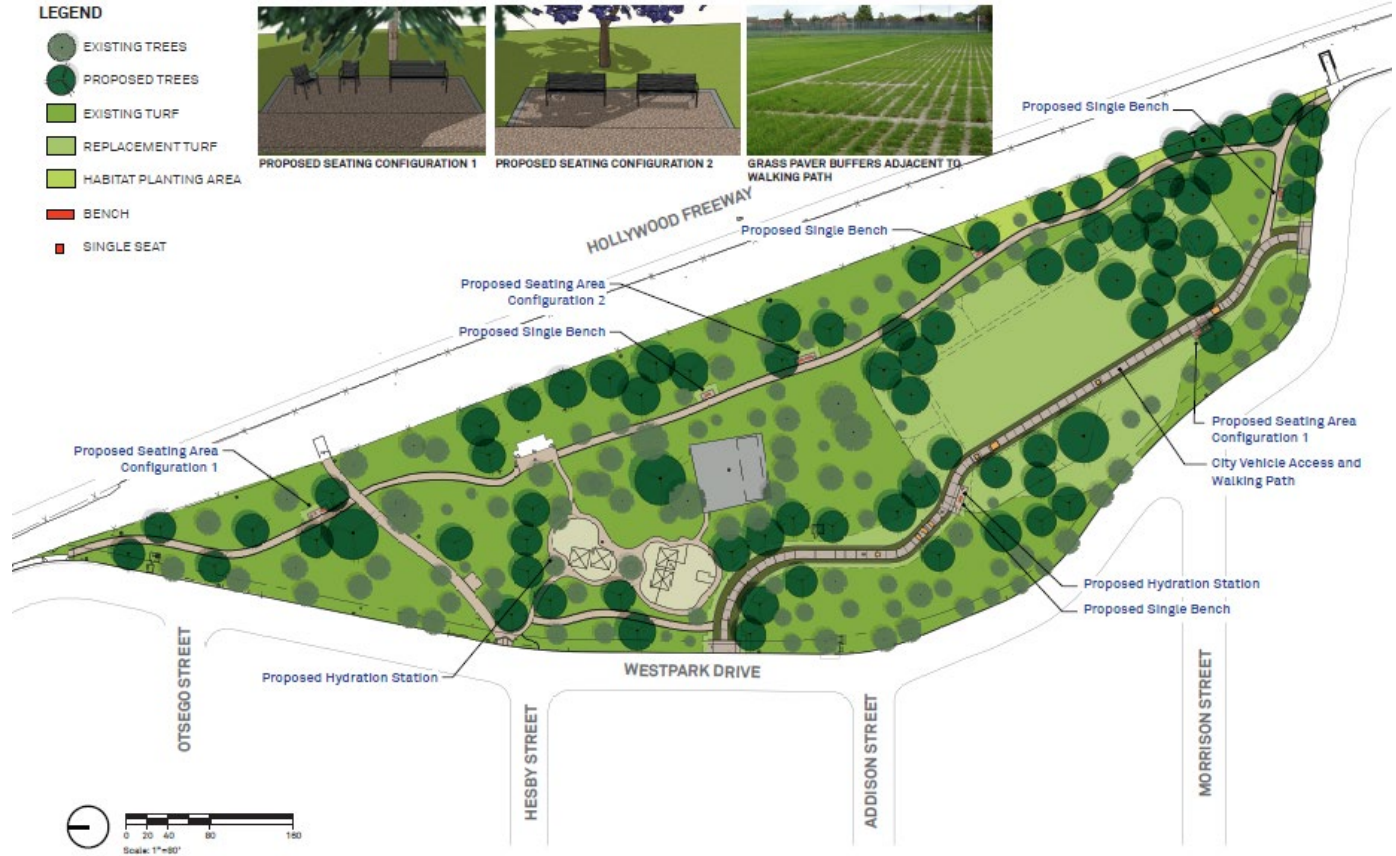 LEGEND
EXISTING TREES
PROPOSED TREES
EXISTING TURF
REPLACEMENT TURF
HABITAT PLANTING AREA
BENCH
SINGLE SEAT
PROPOSED SEATING CONFIGURATION 1
PROPOSED SEATING CONFIGURATION 2
GRASS PAVER BUFFERS ADJACENT TO
WALKING PATH
HOLLYWOOD FREEWAY
Proposed Single Bench
Proposed Single Bench
Proposed Seating Area
Configuration 2
Proposed Single Bench
Proposed Seating Area
Configuration 1
Proposed Seating Area
Configuration 1
City Vehicle Access and
Walking Path
Proposed Hydration Station
Proposed Single Bench
Proposed Hydration Station
WESTPARK DRIVE
OTSEGO STREET
HESBY STREET
ADDISON STREET
MORRISON STREET
0 20 40 80 160
Scale: 1"=80'